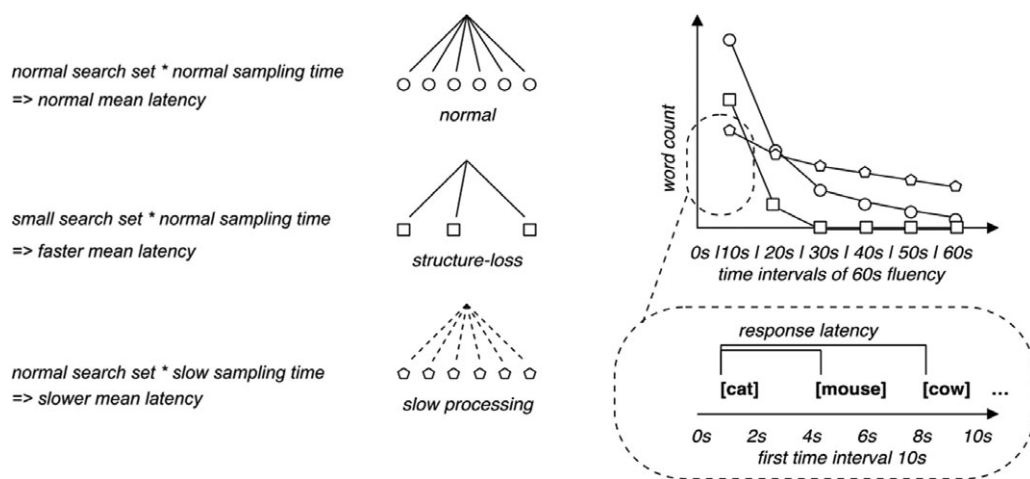 normal search set * normal sampling time
=> normal mean latency
normal
small search set * normal sampling time
=> faster mean latency
structure-loss
normal search set * slow sampling time
=> slower mean latency
slow processing
word count
0s I10s I 20s I 30s I 40s I 50s I 60s
time intervals of 60s fluency
response latency
[cat] [mouse] [cow] ...
0s 2s 4s 6s 8s 10s
first time interval 10s